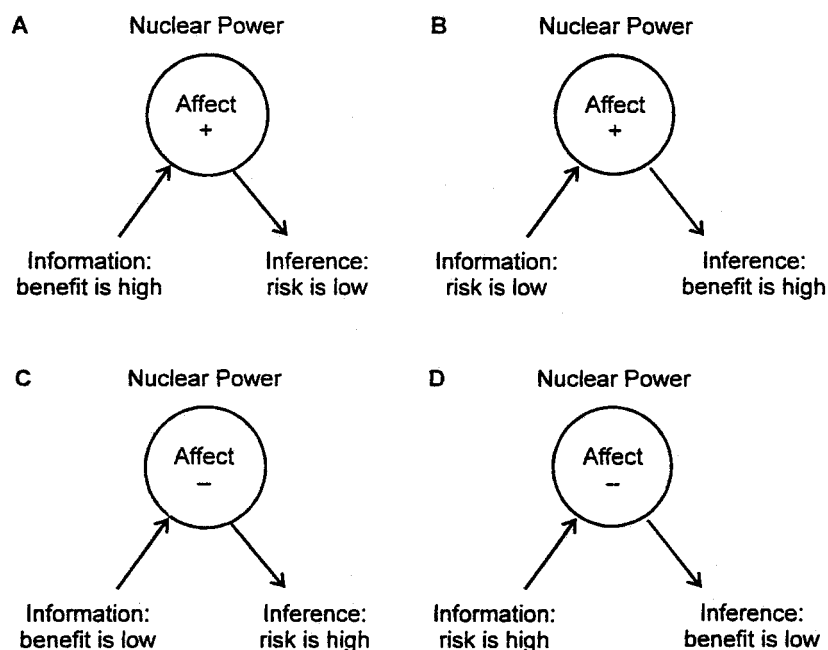 A Nuclear Power
Affect
+
Information:
benefit is high
Inference:
risk is low
B Nuclear Power
Affect
+
Information:
risk is low
Inference:
benefit is high
C Nuclear Power
Affect
–
Information:
benefit is low
Inference:
risk is high
D Nuclear Power
Affect
–
Information:
risk is high
Inference:
benefit is low